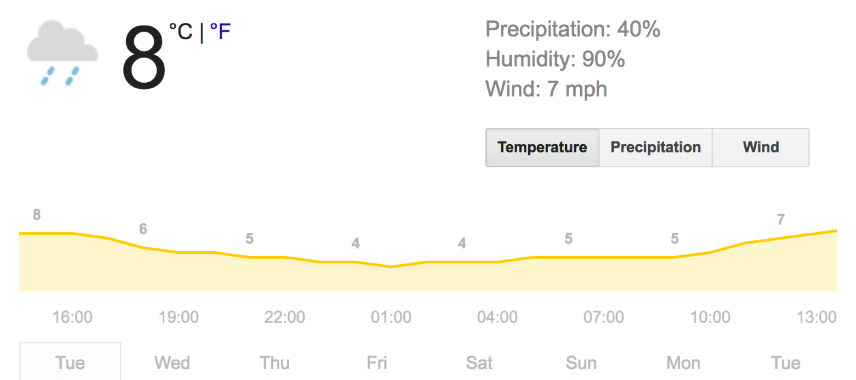 8 °C | °F
Precipitation: 40%
Humidity: 90%
Wind: 7 mph
Temperature Precipitation Wind
8 6 5 4 4 5 5 7
16:00 19:00 22:00 01:00 04:00 07:00 10:00 13:00
Tue Wed Thu Fri Sat Sun Mon Tue